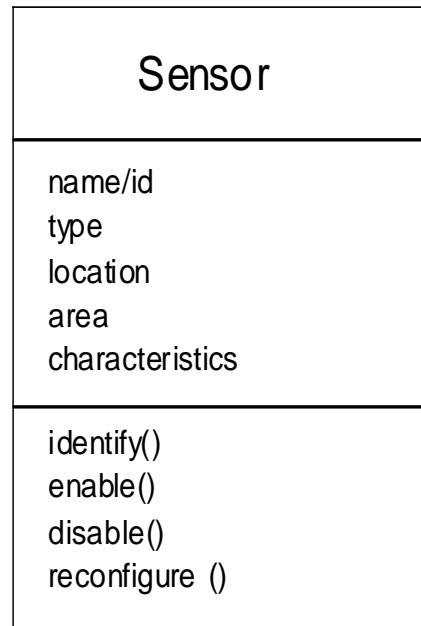 Sensor
name/id
type
location
area
characteristics
identify()
enable()
disable()
reconfigure ()